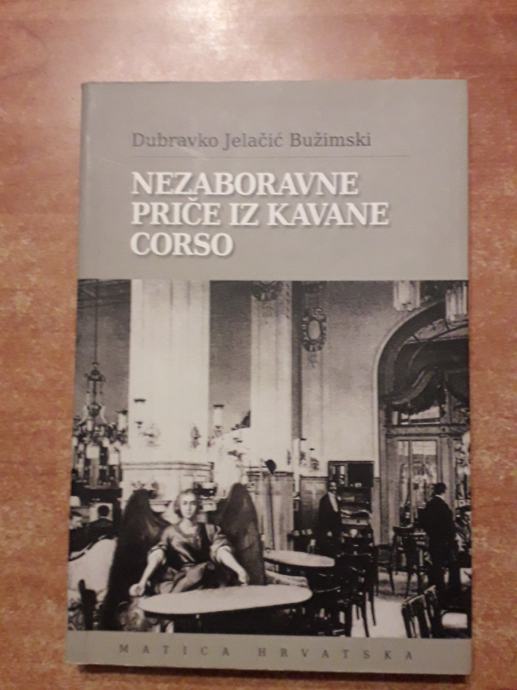 Dubravko Jelačić Bužimski
NEZABORAVNE
PRIČE IZ KAVANE
CORSO
MATICA HRVATSKA